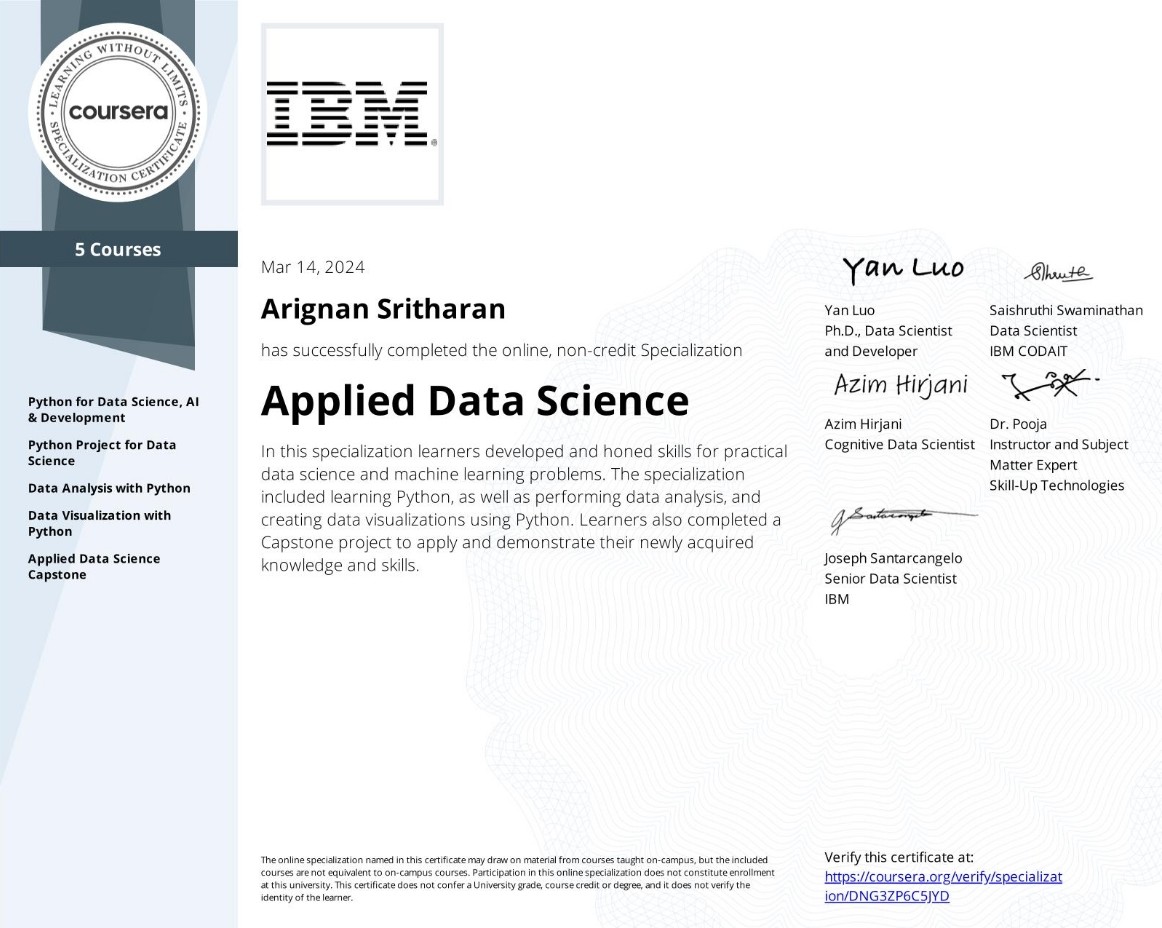 LEARNING WITHOUT LIMITS
coursera
SPECIALIZATION CERTIFICATE
5 Courses
Python for Data Science, AI
& Development
Python Project for Data
Science
Data Analysis with Python
Data Visualization with
Python
Applied Data Science
Capstone
IBM®
Mar 14, 2024
Arignan Sritharan
has successfully completed the online, non-credit Specialization
Applied Data Science
In this specialization learners developed and honed skills for practical
data science and machine learning problems. The specialization
included learning Python, as well as performing data analysis, and
creating data visualizations using Python. Learners also completed a
Capstone project to apply and demonstrate their newly acquired
knowledge and skills.
Yan Luo
Yan Luo
Ph.D., Data Scientist
and Developer
Saishruthi Swaminathan
Data Scientist
IBM CODAIT
Azim Hirjani
Azim Hirjani
Cognitive Data Scientist
Dr. Pooja
Instructor and Subject
Matter Expert
Skill-Up Technologies
Joseph Santarcangelo
Senior Data Scientist
IBM
The online specialization named in this certificate may draw on material from courses taught on-campus, but the included
courses are not equivalent to on-campus courses. Participation in this online specialization does not constitute enrollment
at this university. This certificate does not confer a University grade, course credit or degree, and it does not verify the
identity of the learner.
Verify this certificate at:
https://coursera.org/verify/specializat
ion/DNG3ZP6C5JYD